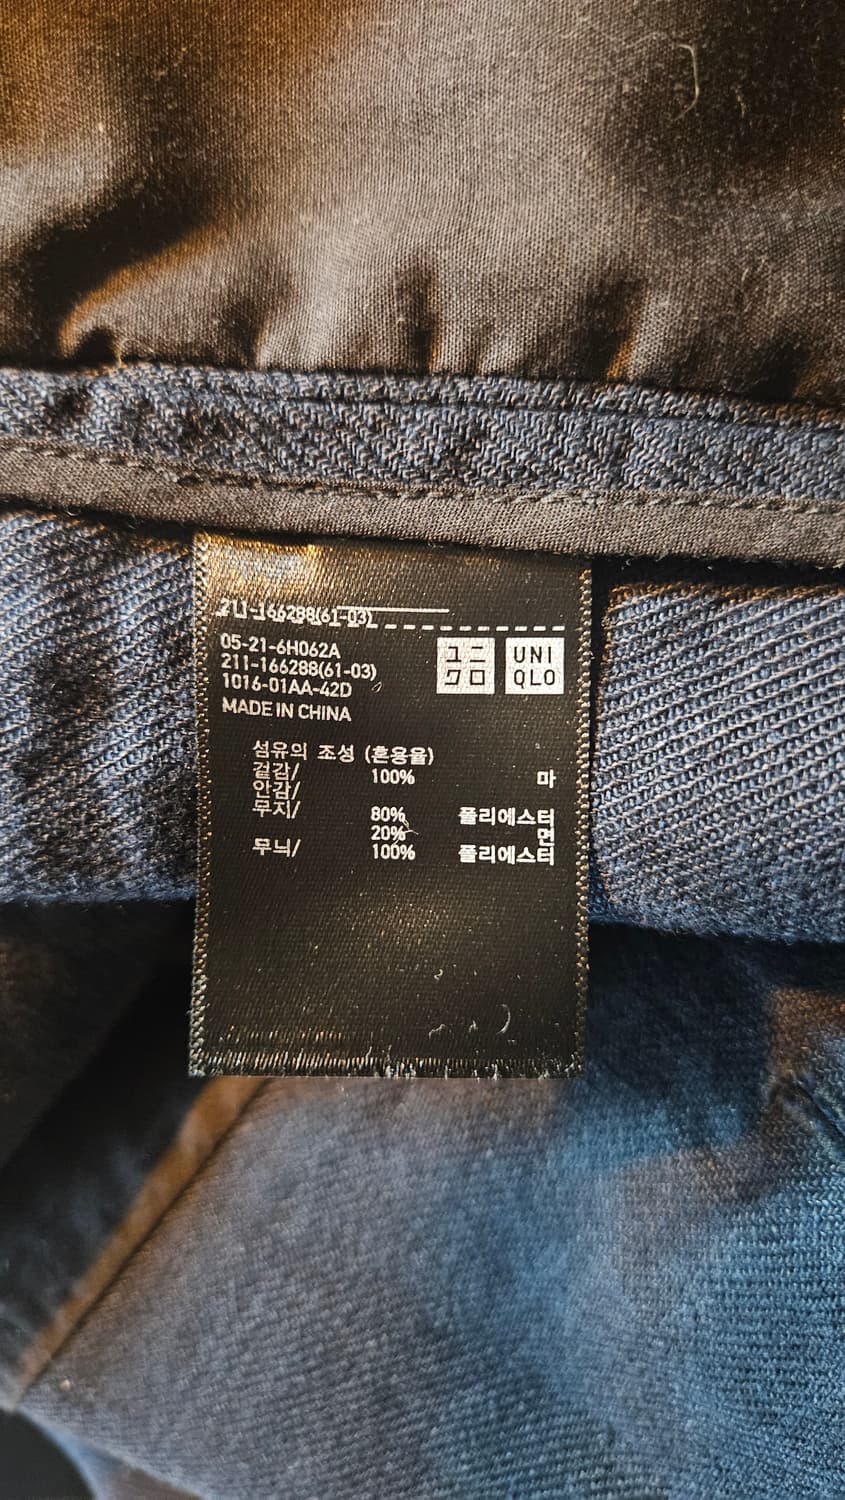 211-166288(61-03)
05-21-6H062A
211-166288(61-03)
1016-01AA-42D
MADE IN CHINA
ユニ
クロ
UNI
QLO
섬유의 조성 (혼용율)
겉감/ 100% 마
안감/
무지/ 80% 폴리에스터
20% 면
무늬/ 100% 폴리에스터